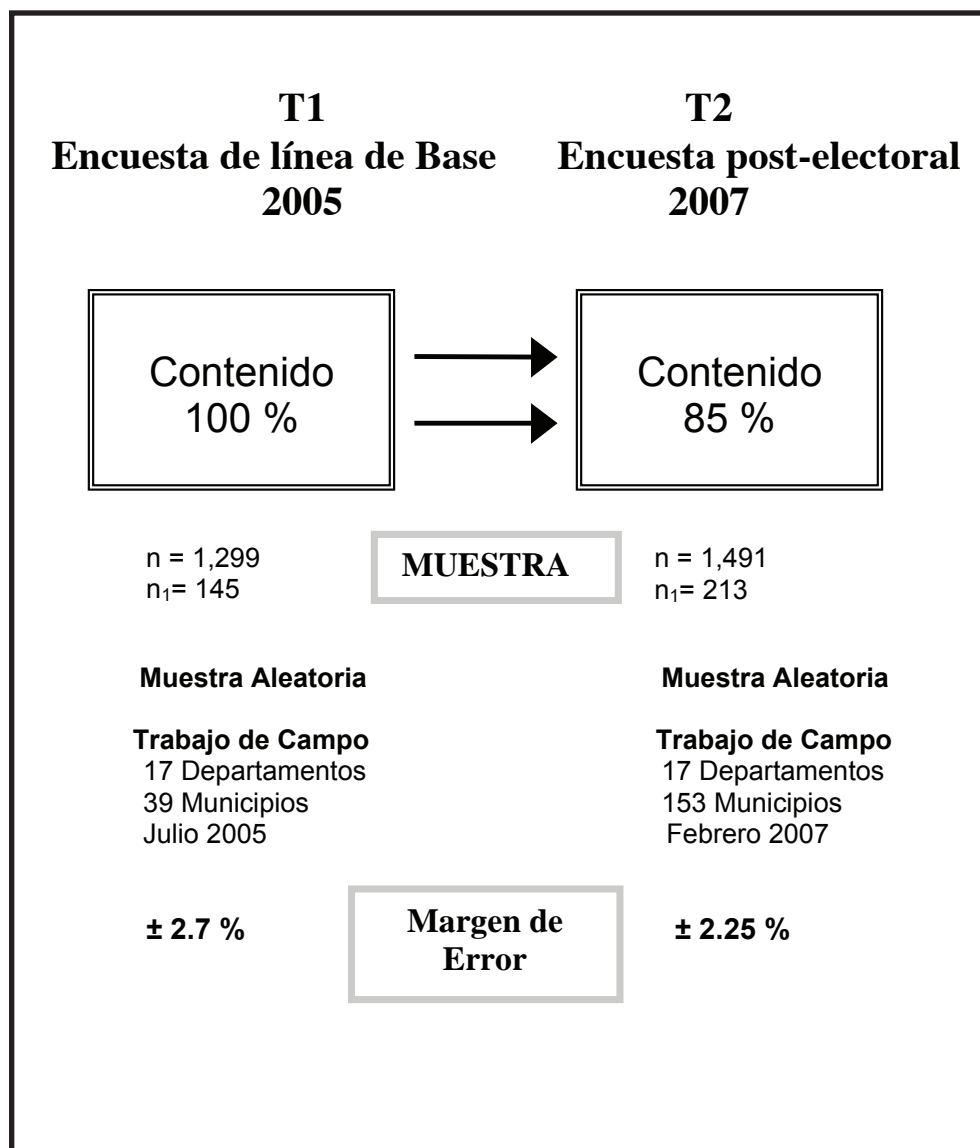 T1
Encuesta de línea de Base
2005
T2
Encuesta post-electoral
2007
Contenido
100 %
Contenido
85 %
n = 1,299
n₁= 145
MUESTRA
n = 1,491
n₁= 213
Muestra Aleatoria
Trabajo de Campo
17 Departamentos
39 Municipios
Julio 2005
Muestra Aleatoria
Trabajo de Campo
17 Departamentos
153 Municipios
Febrero 2007
± 2.7 %
Margen de
Error
± 2.25 %